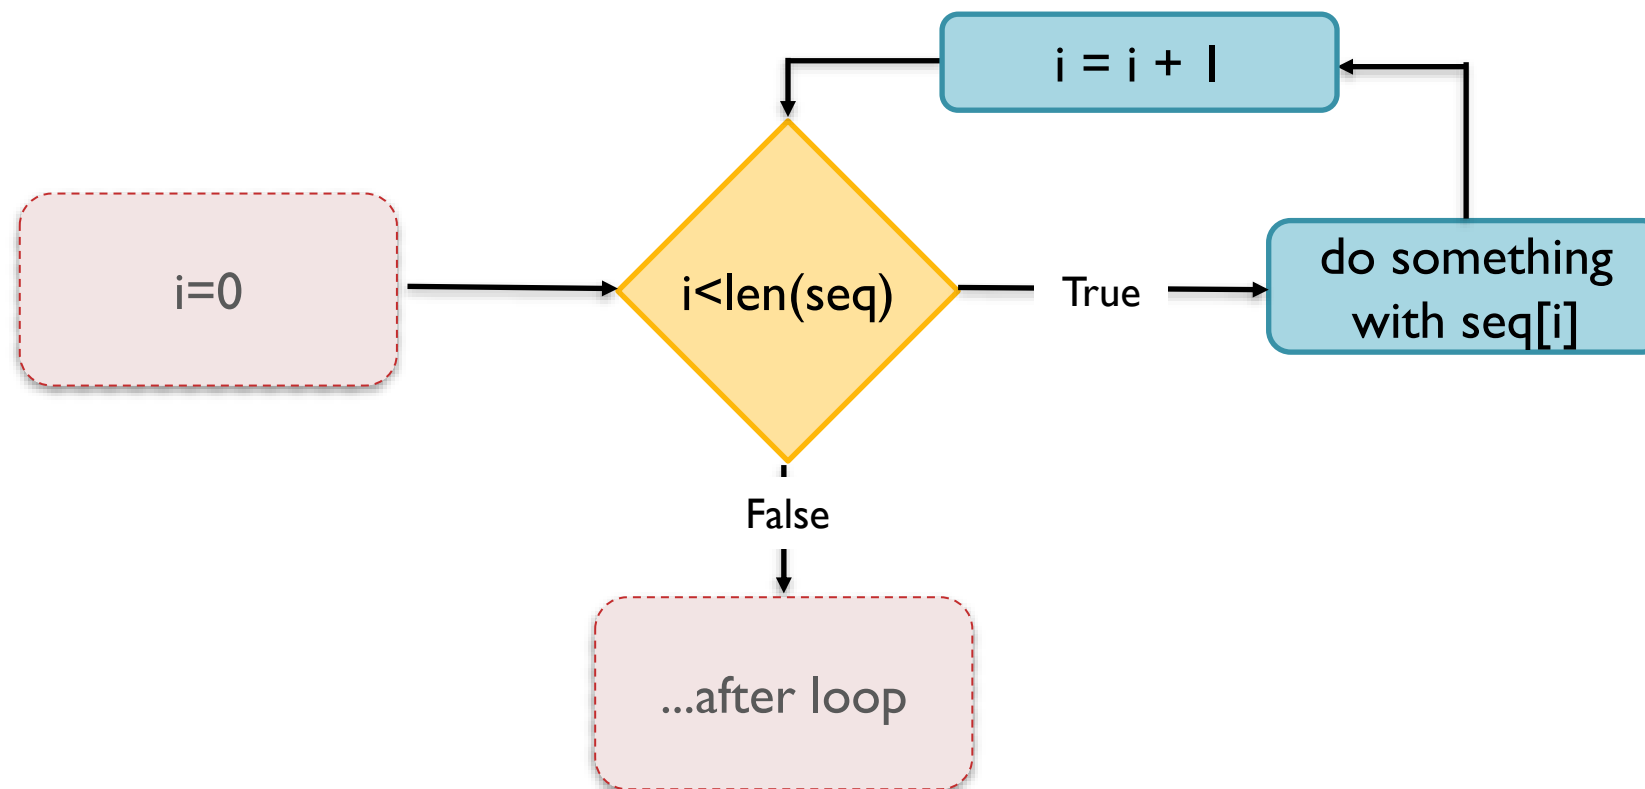 i = i + 1
i=0
i<len(seq)
True
do something
with seq[i]
False
...after loop